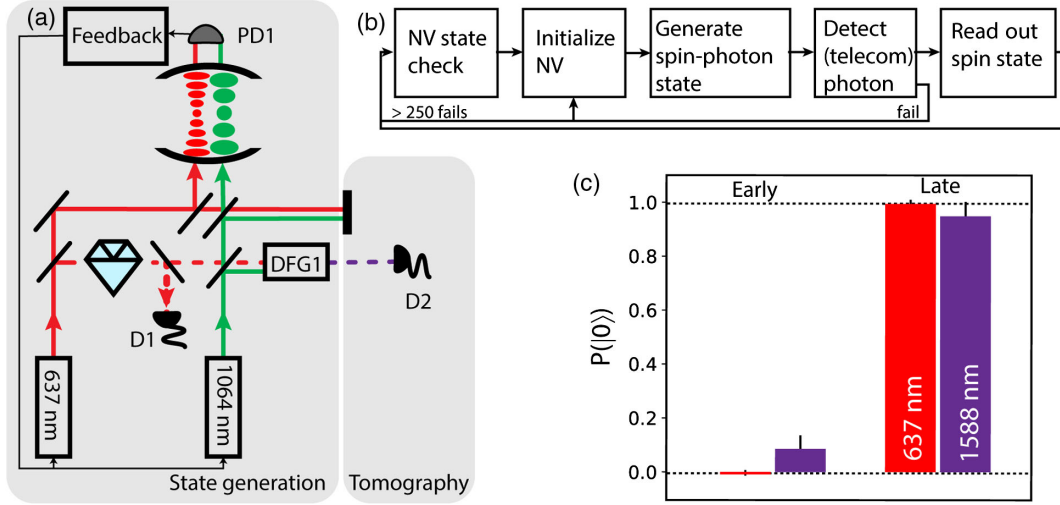 (a)
Feedback
PD1
DFG1
D2
D1
637 nm
1064 nm
State generation
Tomography
(b)
NV state
check
Initialize
NV
Generate
spin-photon
state
Detect
(telecom)
photon
Read out
spin state
> 250 fails
fail
(c)
Early
Late
P(|0⟩)
1.0
0.8
0.6
0.4
0.2
0.0
637 nm
1588 nm